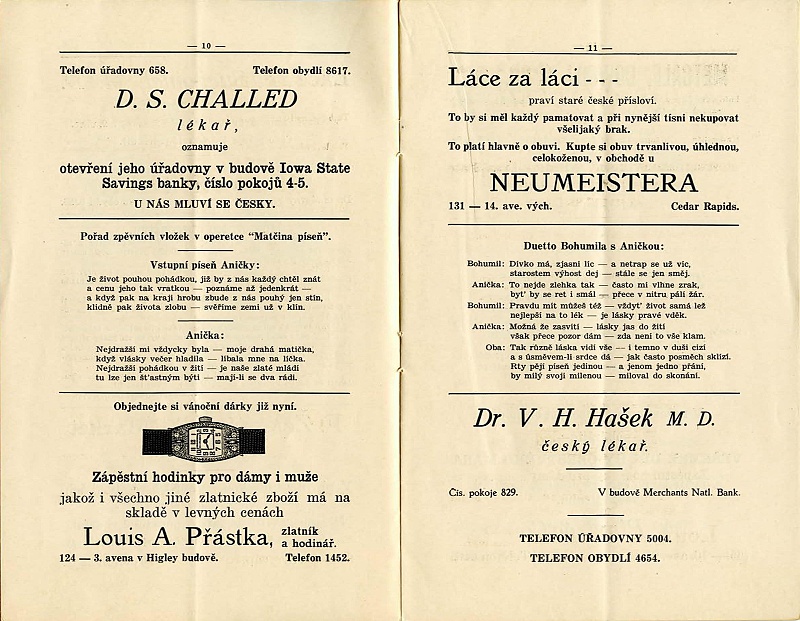 — 10 —
Telefon úřadovny 658. Telefon obydlí 8617.
D. S. CHALLED
lékař,
oznamuje
otevření jeho úřadovny v budově Iowa State
Savings banky, číslo pokojů 4-5.
U NÁS MLUVÍ SE ČESKY.
Pořad zpěvních vložek v operetce “Matčina píseň”.
Vstupní píseň Aničky:
Je život pouhou pohádkou, již by z nás každý chtěl znát
a cenu jeho tak vratkou — poznáme až jedenkrát —
a když pak na kraji hrobu zbude z nás pouhý jen stín,
klidně pak života zlobu — svěříme zemi už v klín.
Anička:
Nejdražší mi vždycky byla — moje drahá matička,
když vlásky večer hladila — líbala mne na líčka.
Nejdražší pohádkou v žití — je naše zlaté mládí
tu lze jen šťastným býti — mají-li se dva rádi.
Objednejte si vánoční dárky již nyní.
Zápěstní hodinky pro dámy i muže
jakož i všechno jiné zlatnické zboží má na
skladě v levných cenách
Louis A. Přástka, zlatník
a hodinář.
124 — 3. avena v Higley budově. Telefon 1452.
— 11 —
Láce za láci - - -
praví staré české přísloví.
To by si měl každý pamatovat a při nynější tísni nekupovat
všelijaký brak.
To platí hlavně o obuvi. Kupte si obuv trvanlivou, úhlednou,
celokoženou, v obchodě u
NEUMEISTERA
131 — 14. ave. vých. Cedar Rapids.
Duetto Bohumila s Aničkou:
Bohumil: Dívko má, zjasni líc — a netrap se už víc,
starostem výhost dej — stále se jen směj.
Anička: To nejde zlehka tak — často mi vlhne zrak,
byť by se ret i smál — přece v nitru pálí žár.
Bohumil: Pravdu mít můžeš též — vždyť život samá lež
nejlepší na to lék — je lásky pravé vděk.
Anička: Možná že zasvítí — lásky jas do žití
však přece pozor dám — zda není to vše klam.
Oba: Tak různě láska vidí vše — i temno v duši cizí
a s úsměvem-li srdce dá — jak často posměch sklízí.
Rty pějí píseň jedinou — a jenom jedno přání,
by milý svoji milenou — miloval do skonání.
Dr. V. H. Hašek M. D.
český lékař.
Čís. pokoje 829. V budově Merchants Natl. Bank.
TELEFON ÚŘADOVNY 5004.
TELEFON OBYDLÍ 4654.